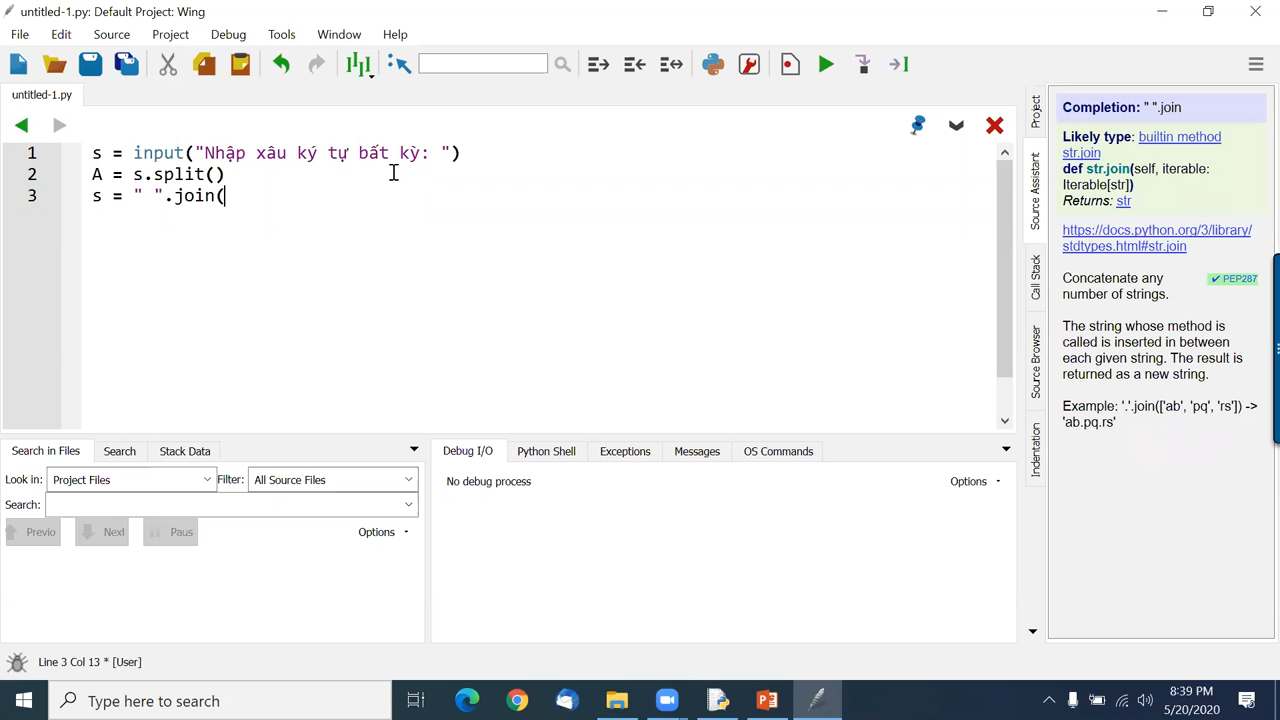 untitled-1.py: Default Project: Wing
File Edit Source Project Debug Tools Window Help
untitled-1.py
1 s = input("Nhập xâu ký tự bất kỳ: ")
2 A = s.split()
3 s = " ".join(
Project
Source Assistant
Call Stack
Source Browser
Indentation
Completion: " ".join
Likely type: builtin method
str.join
def str.join(self, iterable:
Iterable[str])
Returns: str
https://docs.python.org/3/library/
stdtypes.html#str.join
Concatenate any
number of strings.
✔ PEP287
The string whose method is
called is inserted in between
each given string. The result is
returned as a new string.
Example: '.'.join(['ab', 'pq', 'rs']) ->
'ab.pq.rs'
Search in Files Search Stack Data
Look in: Project Files Filter: All Source Files
Search:
Previo Next Paus Options
Debug I/O Python Shell Exceptions Messages OS Commands
No debug process Options
Line 3 Col 13 * [User]
Type here to search
8:39 PM
5/20/2020